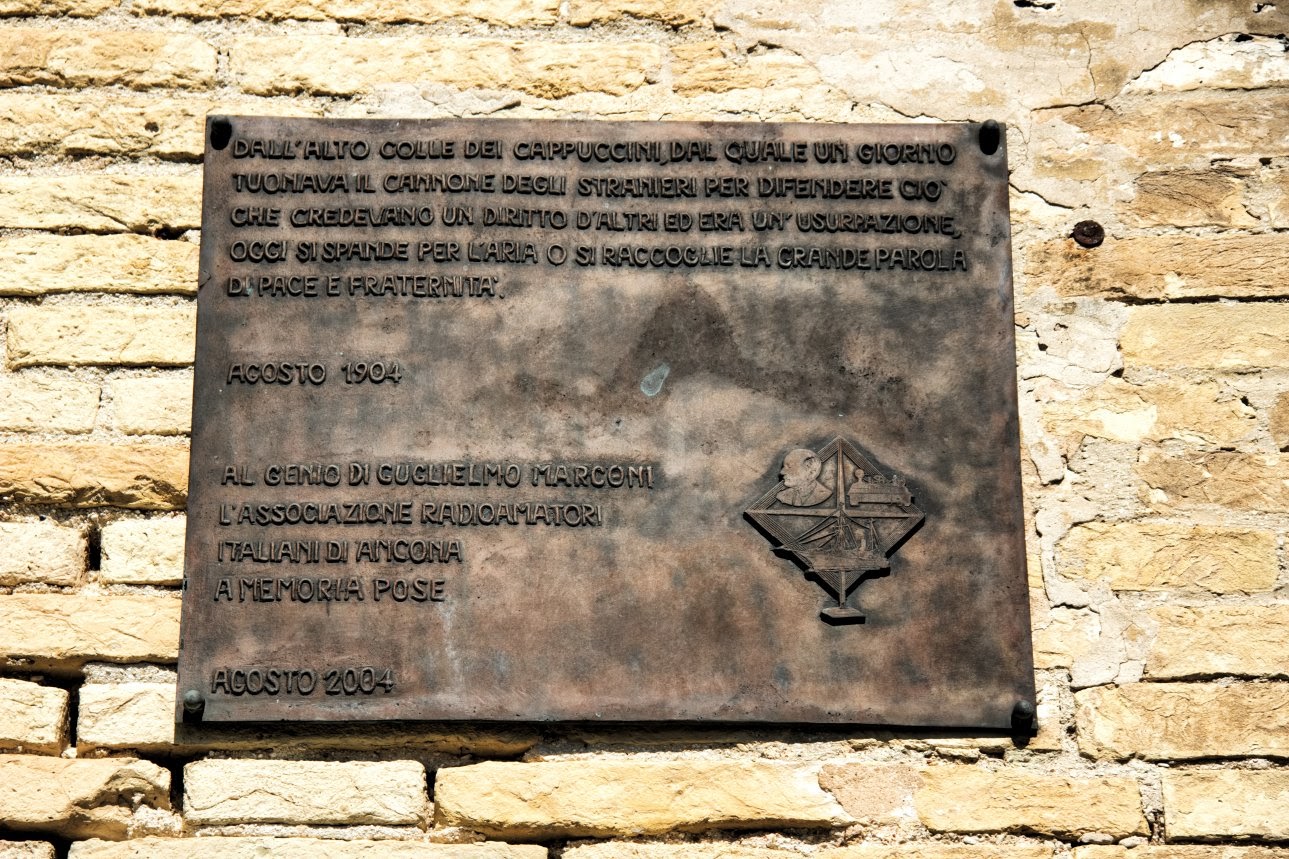 DALL'ALTO COLLE DEI CAPPUCCINI, DAL QUALE UN GIORNO
TUONAVA IL CANNONE DEGLI STRANIERI PER DIFENDERE CIO'
CHE CREDEVANO UN DIRITTO D'ALTRI ED ERA UN'USURPAZIONE,
OGGI SI SPANDE PER L'ARIA O SI RACCOGLIE LA GRANDE PAROLA
DI PACE E FRATERNITA'.
AGOSTO 1904
AL GENIO DI GUGLIELMO MARCONI
L'ASSOCIAZIONE RADIOAMATORI
ITALIANI DI ANCONA
A MEMORIA POSE
AGOSTO 2004